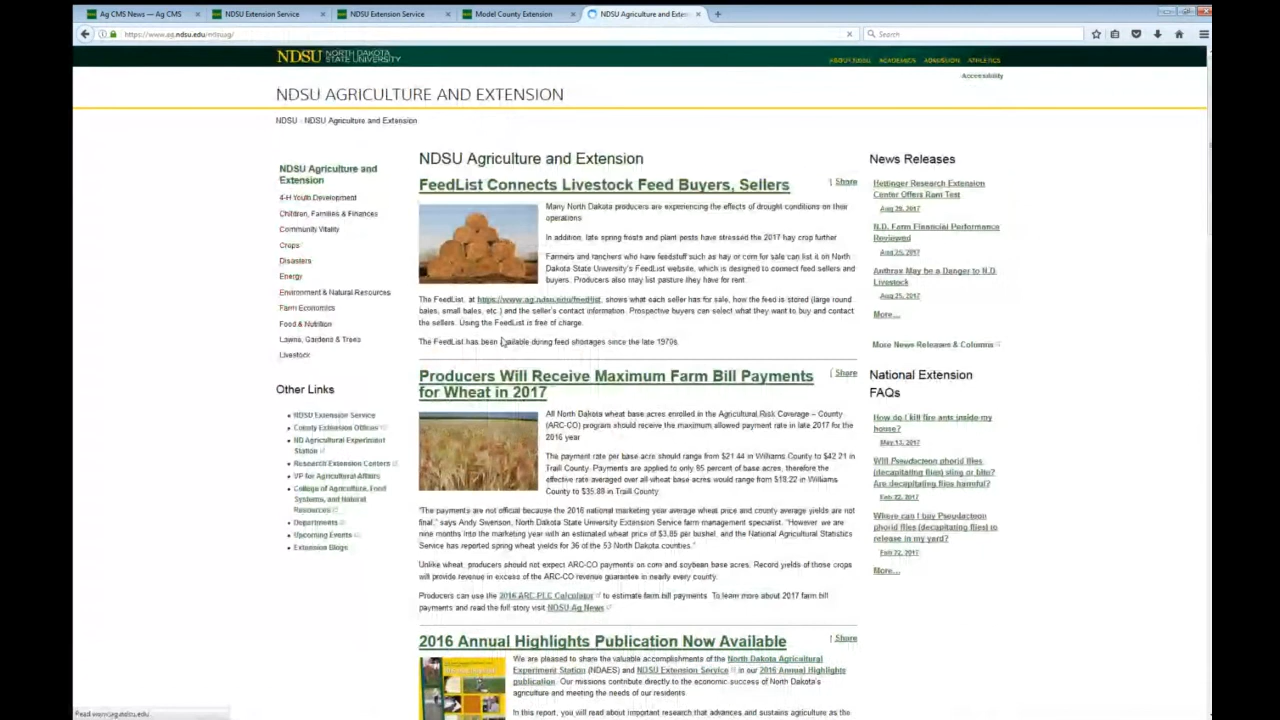 Ag CMS News — Ag CMS
NDSU Extension Service
NDSU Extension Service
Model County Extension
NDSU Agriculture and Exten
https://www.ag.ndsu.edu/ndsuag/
Search
NDSU NORTH DAKOTA
STATE UNIVERSITY
ABOUT NDSU ACADEMICS ADMISSION ATHLETICS
Accessibility
NDSU AGRICULTURE AND EXTENSION
NDSU NDSU Agriculture and Extension
NDSU Agriculture and
Extension
4-H Youth Development
Children, Families & Finances
Community Vitality
Crops
Disasters
Energy
Environment & Natural Resources
Farm Economics
Food & Nutrition
Lawns, Gardens & Trees
Livestock
Other Links
NDSU Extension Service
County Extension Offices
ND Agricultural Experiment
Station
Research Extension Centers
VP for Agricultural Affairs
College of Agriculture, Food
Systems, and Natural
Resources
Departments
Upcoming Events
Extension Blogs
NDSU Agriculture and Extension
FeedList Connects Livestock Feed Buyers, Sellers
Share
Many North Dakota producers are experiencing the effects of drought conditions on their
operations
In addition, late spring frosts and plant pests have stressed the 2017 hay crop further
Farmers and ranchers who have feedstuff such as hay or corn for sale can list it on North
Dakota State University's FeedList website, which is designed to connect feed sellers and
buyers. Producers also may list pasture they have for rent
The FeedList, at https://www.ag.ndsu.edu/feedlist, shows what each seller has for sale, how the feed is stored (large round
bales, small bales, etc.) and the seller's contact information. Prospective buyers can select what they want to buy and contact
the sellers. Using the FeedList is free of charge.
The FeedList has been available during feed shortages since the late 1970s.
Producers Will Receive Maximum Farm Bill Payments
for Wheat in 2017
Share
All North Dakota wheat base acres enrolled in the Agricultural Risk Coverage – County
(ARC-CO) program should receive the maximum allowed payment rate in late 2017 for the
2016 year
The payment rate per base acre should range from $21.44 in Williams County to $42.21 in
Traill County. Payments are applied to only 85 percent of base acres, therefore the
effective rate averaged over all wheat base acres would range from $18.22 in Williams
County to $35.88 in Traill County
"The payments are not official because the 2016 national marketing year average wheat price and county average yields are not
final," says Andy Swenson, North Dakota State University Extension Service farm management specialist. "However, we are
nine months into the marketing year with an estimated wheat price of $3.85 per bushel, and the National Agricultural Statistics
Service has reported spring wheat yields for 36 of the 53 North Dakota counties."
Unlike wheat, producers should not expect ARC-CO payments on corn and soybean base acres. Record yields of those crops
will provide revenue in excess of the ARC-CO revenue guarantee in nearly every county.
Producers can use the 2016 ARC-PLC Calculator to estimate farm bill payments. To learn more about 2017 farm bill
payments and read the full story visit NDSU Ag News
2016 Annual Highlights Publication Now Available
Share
We are pleased to share the valuable accomplishments of the North Dakota Agricultural
Experiment Station (NDAES) and NDSU Extension Service in our 2016 Annual Highlights
publication. Our missions contribute directly to the economic success of North Dakota's
agriculture and meeting the needs of our residents.
In this report, you will read about important research that advances and sustains agriculture as the
News Releases
Hettinger Research Extension
Center Offers Ram Test
Aug 29, 2017
N.D. Farm Financial Performance
Reviewed
Aug 25, 2017
Anthrax May be a Danger to N.D.
Livestock
Aug 25, 2017
More…
More News Releases & Columns
National Extension
FAQs
How do I kill fire ants inside my
house?
May 13, 2017
Will Pseudacteon phorid flies
(decapitating flies) sting or bite?
Are decapitating flies harmful?
Feb 22, 2017
Where can I buy Pseudacteon
phorid flies (decapitating flies) to
release in my yard?
Feb 22, 2017
More…
Read www.ag.ndsu.edu